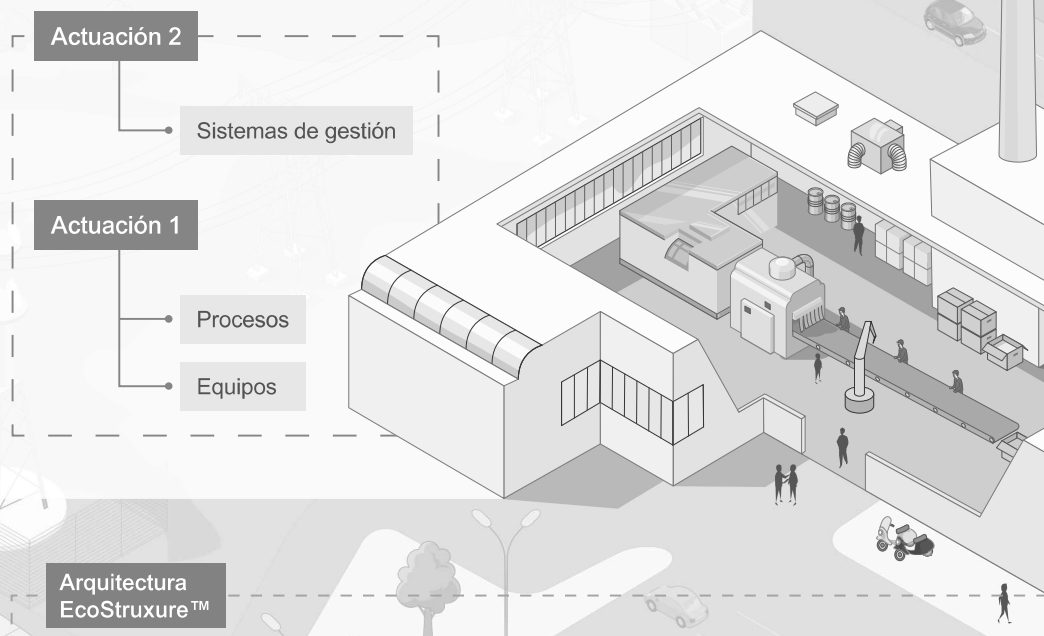 Actuación 2
Sistemas de gestión
Actuación 1
Procesos
Equipos
Arquitectura
EcoStruxure™